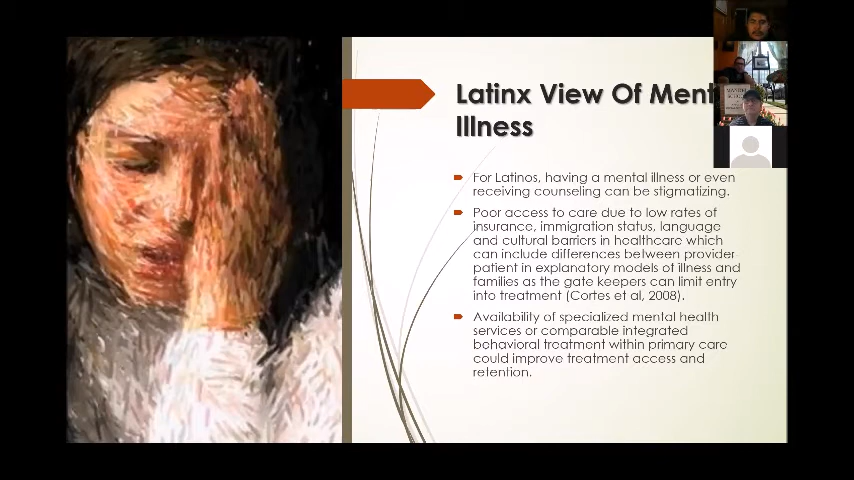 Latinx View Of Ment
Illness
For Latinos, having a mental illness or even
receiving counseling can be stigmatizing.
Poor access to care due to low rates of
insurance, immigration status, language
and cultural barriers in healthcare which
can include differences between provider-
patient in explanatory models of illness and
families as the gate keepers can limit entry
into treatment (Cortes et al, 2008).
Availability of specialized mental health
services or comparable integrated
behavioral treatment within primary care
could improve treatment access and
retention.